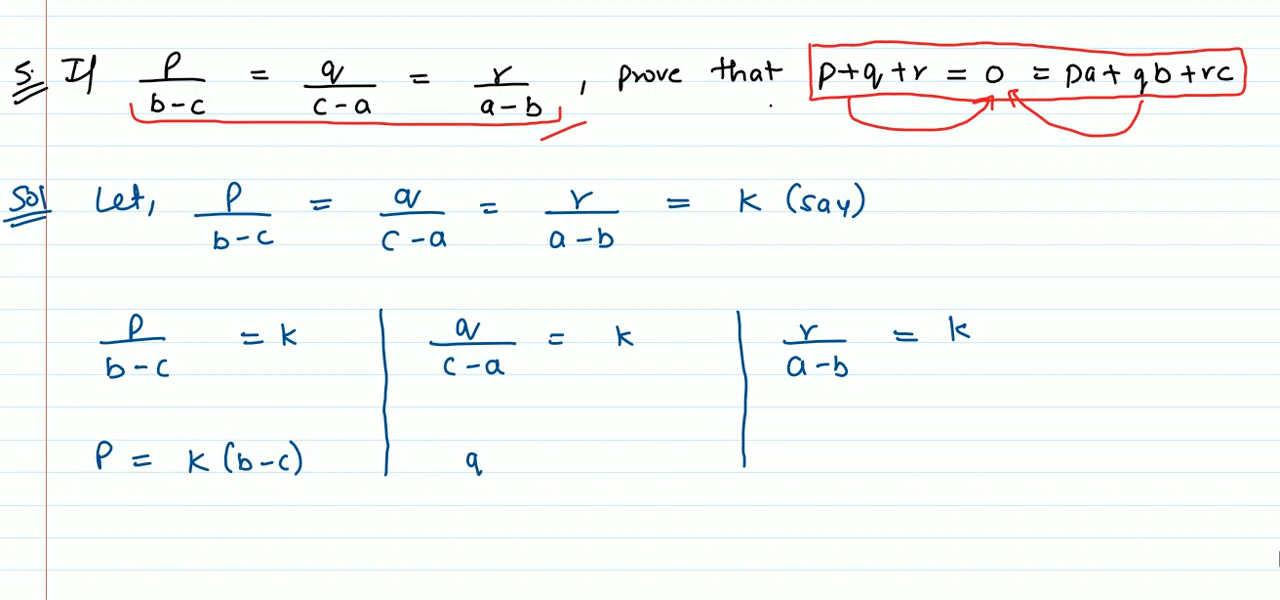 5. If p/(b-c) = q/(c-a) = r/(a-b), prove that p+q+r = 0 = pa+qb+rc
Sol Let, p/(b-c) = q/(c-a) = r/(a-b) = k (say)
p/(b-c) = k | q/(c-a) = k | r/(a-b) = k
P = k(b-c) | q